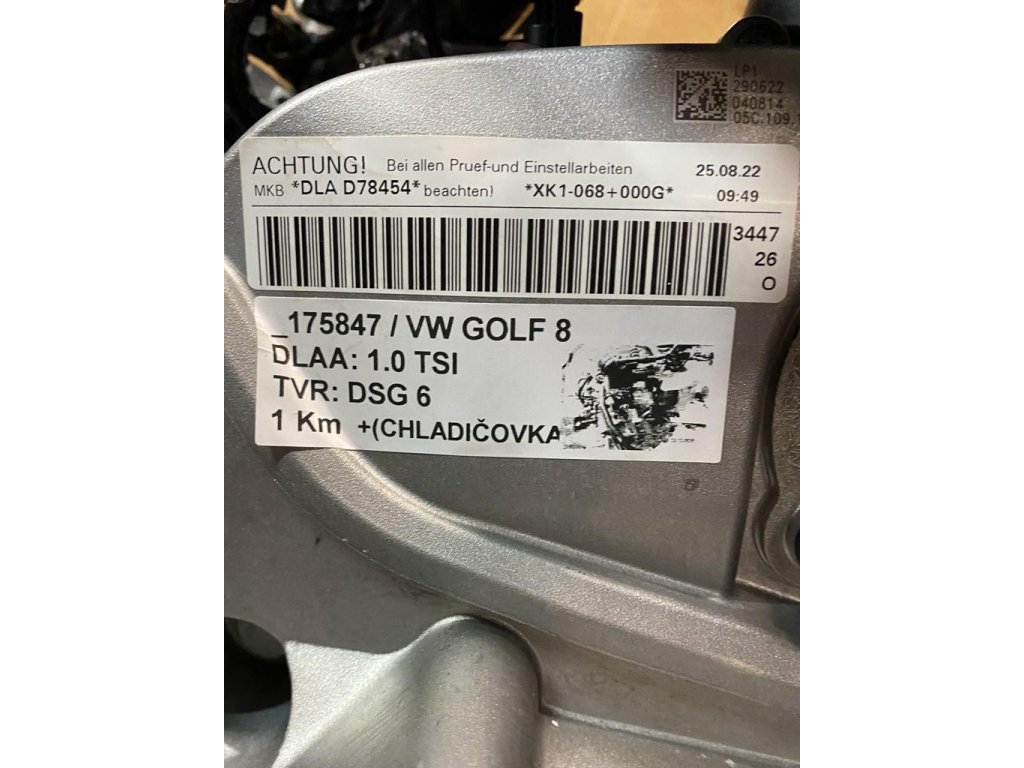 LP1
290622
040814
05C.109.
ACHTUNG! Bei allen Pruef-und Einstellarbeiten 25.08.22
MKB *DLA D78454* beachten! *XK1-068+000G* 09:49
3447
26
O
_175847 / VW GOLF 8
DLAA: 1.0 TSI
TVR: DSG 6
1 Km +(CHLADIČOVKA